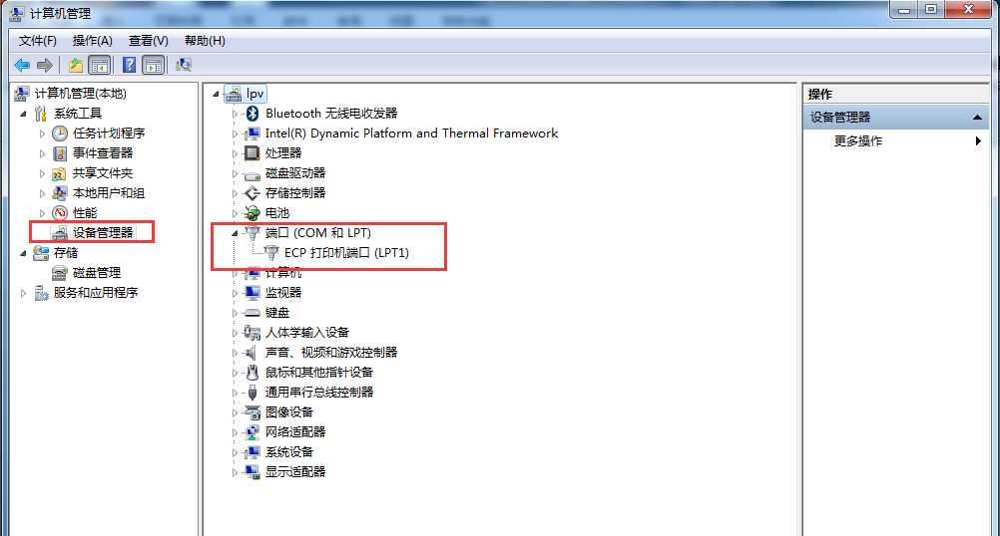 计算机管理
文件(F) 操作(A) 查看(V) 帮助(H)
计算机管理(本地)
系统工具
任务计划程序
事件查看器
共享文件夹
本地用户和组
性能
设备管理器
存储
磁盘管理
服务和应用程序
lpv
Bluetooth 无线电收发器
Intel(R) Dynamic Platform and Thermal Framework
处理器
磁盘驱动器
存储控制器
电池
端口 (COM 和 LPT)
ECP 打印机端口 (LPT1)
计算机
监视器
键盘
人体学输入设备
声音、视频和游戏控制器
鼠标和其他指针设备
通用串行总线控制器
图像设备
网络适配器
系统设备
显示适配器
操作
设备管理器
更多操作